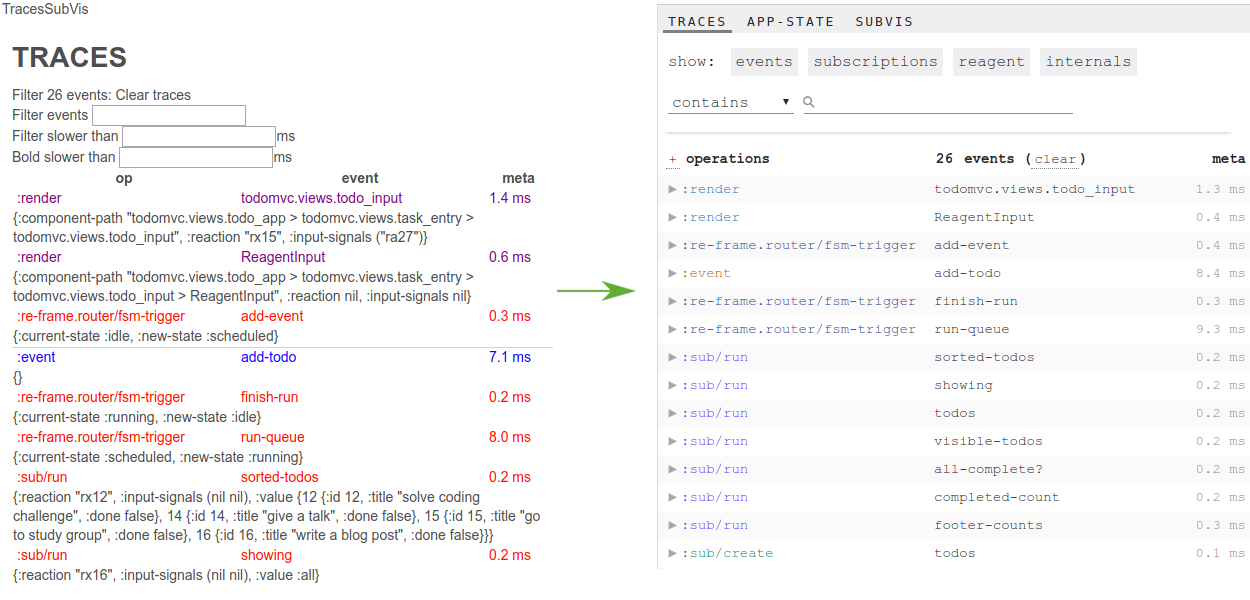 TracesSubVis
TRACES
Filter 26 events: Clear traces
Filter events
Filter slower than ms
Bold slower than ms
op event meta
:render todomvc.views.todo_input 1.4 ms
{:component-path "todomvc.views.todo_app > todomvc.views.task_entry >
todomvc.views.todo_input", :reaction "rx15", :input-signals ("ra27")}
:render ReagentInput 0.6 ms
{:component-path "todomvc.views.todo_app > todomvc.views.task_entry >
todomvc.views.todo_input > ReagentInput", :reaction nil, :input-signals nil}
:re-frame.router/fsm-trigger add-event 0.3 ms
{:current-state :idle, :new-state :scheduled}
:event add-todo 7.1 ms
{}
:re-frame.router/fsm-trigger finish-run 0.2 ms
{:current-state :running, :new-state :idle}
:re-frame.router/fsm-trigger run-queue 8.0 ms
{:current-state :scheduled, :new-state :running}
:sub/run sorted-todos 0.2 ms
{:reaction "rx12", :input-signals (nil nil), :value {12 {:id 12, :title "solve coding
challenge", :done false}, 14 {:id 14, :title "give a talk", :done false}, 15 {:id 15, :title "go
to study group", :done false}, 16 {:id 16, :title "write a blog post", :done false}}}
:sub/run showing 0.2 ms
{:reaction "rx16", :input-signals (nil nil), :value :all}
TRACES APP-STATE SUBVIS
show: events subscriptions reagent internals
contains
+ operations 26 events (clear) meta
:render todomvc.views.todo_input 1.3 ms
:render ReagentInput 0.4 ms
:re-frame.router/fsm-trigger add-event 0.4 ms
:event add-todo 8.4 ms
:re-frame.router/fsm-trigger finish-run 0.3 ms
:re-frame.router/fsm-trigger run-queue 9.3 ms
:sub/run sorted-todos 0.2 ms
:sub/run showing 0.2 ms
:sub/run todos 0.2 ms
:sub/run visible-todos 0.2 ms
:sub/run all-complete? 0.2 ms
:sub/run completed-count 0.2 ms
:sub/run footer-counts 0.3 ms
:sub/create todos 0.1 ms